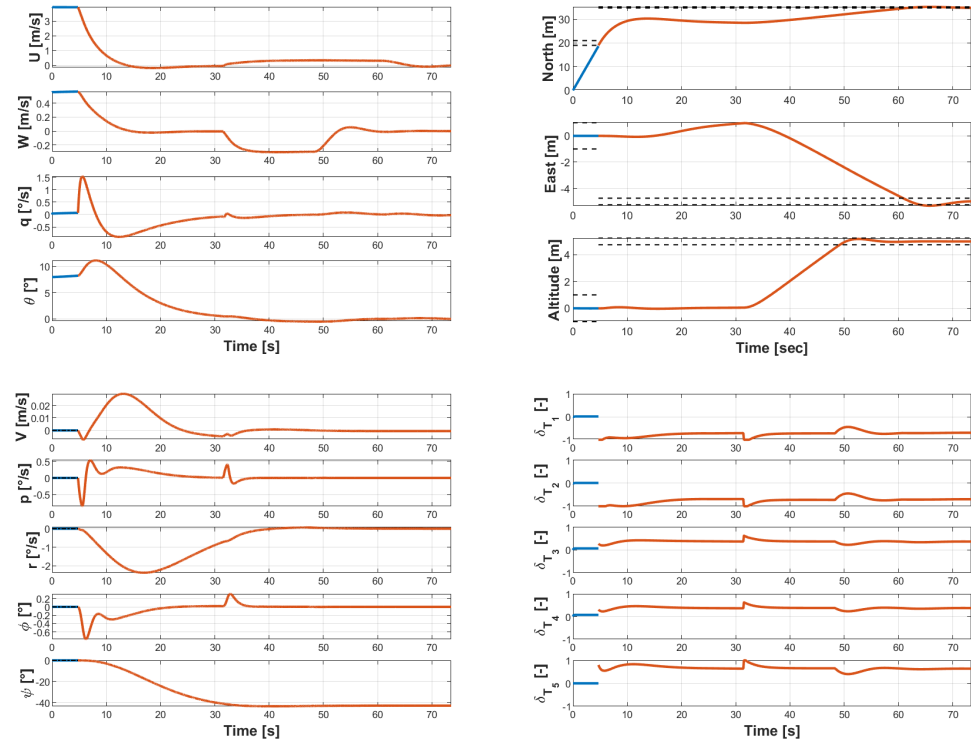 U [m/s]
3
2
1
0
0 10 20 30 40 50 60 70
W [m/s]
0.4
0.2
0
-0.2
0 10 20 30 40 50 60 70
q [°/s]
1.5
1
0.5
0
-0.5
0 10 20 30 40 50 60 70
θ [°]
10
5
0
0 10 20 30 40 50 60 70
Time [s]
North [m]
30
20
10
0
0 10 20 30 40 50 60 70
East [m]
0
-2
-4
0 10 20 30 40 50 60 70
Altitude [m]
4
2
0
0 10 20 30 40 50 60 70
Time [sec]
V [m/s]
0.02
0.01
0
0 10 20 30 40 50 60 70
p [°/s]
0.5
0
-0.5
0 10 20 30 40 50 60 70
r [°/s]
0
-1
-2
0 10 20 30 40 50 60 70
ϕ [°]
0.2
0
-0.2
-0.4
-0.6
0 10 20 30 40 50 60 70
ψ [°]
0
-20
-40
0 10 20 30 40 50 60 70
Time [s]
δT1 [-]
1
0
-1
0 10 20 30 40 50 60 70
δT2 [-]
1
0
-1
0 10 20 30 40 50 60 70
δT3 [-]
1
0
-1
0 10 20 30 40 50 60 70
δT4 [-]
1
0
-1
0 10 20 30 40 50 60 70
δT5 [-]
1
0
-1
0 10 20 30 40 50 60 70
Time [s]